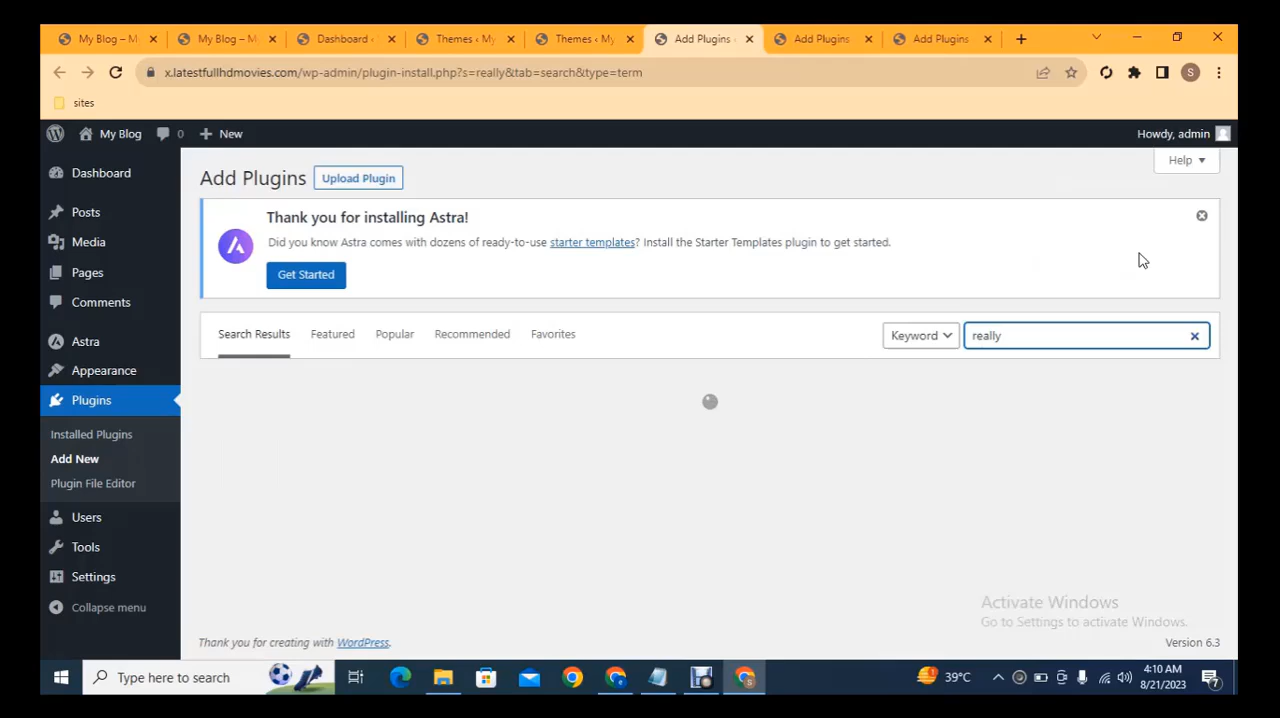 My Blog – M
My Blog – M
Dashboard ‹
Themes ‹ My
Themes ‹ My
Add Plugins ‹
Add Plugins
Add Plugins
x.latestfullhdmovies.com/wp-admin/plugin-install.php?s=really&tab=search&type=term
S
sites
My Blog
0
New
Howdy, admin
Dashboard
Posts
Media
Pages
Comments
Astra
Appearance
Plugins
Installed Plugins
Add New
Plugin File Editor
Users
Tools
Settings
Collapse menu
Help
Add Plugins
Upload Plugin
Thank you for installing Astra!
Did you know Astra comes with dozens of ready-to-use starter templates? Install the Starter Templates plugin to get started.
Get Started
Search Results
Featured
Popular
Recommended
Favorites
Keyword
really
Activate Windows
Go to Settings to activate Windows.
Thank you for creating with WordPress.
Version 6.3
Type here to search
39°C
4:10 AM
8/21/2023
7